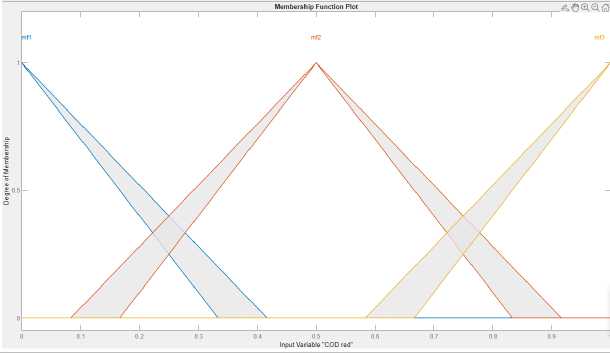 Membership Function Plot
mf1 mf2 mf3
1
Degree of Membership
0.5
0
0 0.1 0.2 0.3 0.4 0.5 0.6 0.7 0.8 0.9
Input Variable "COD red"